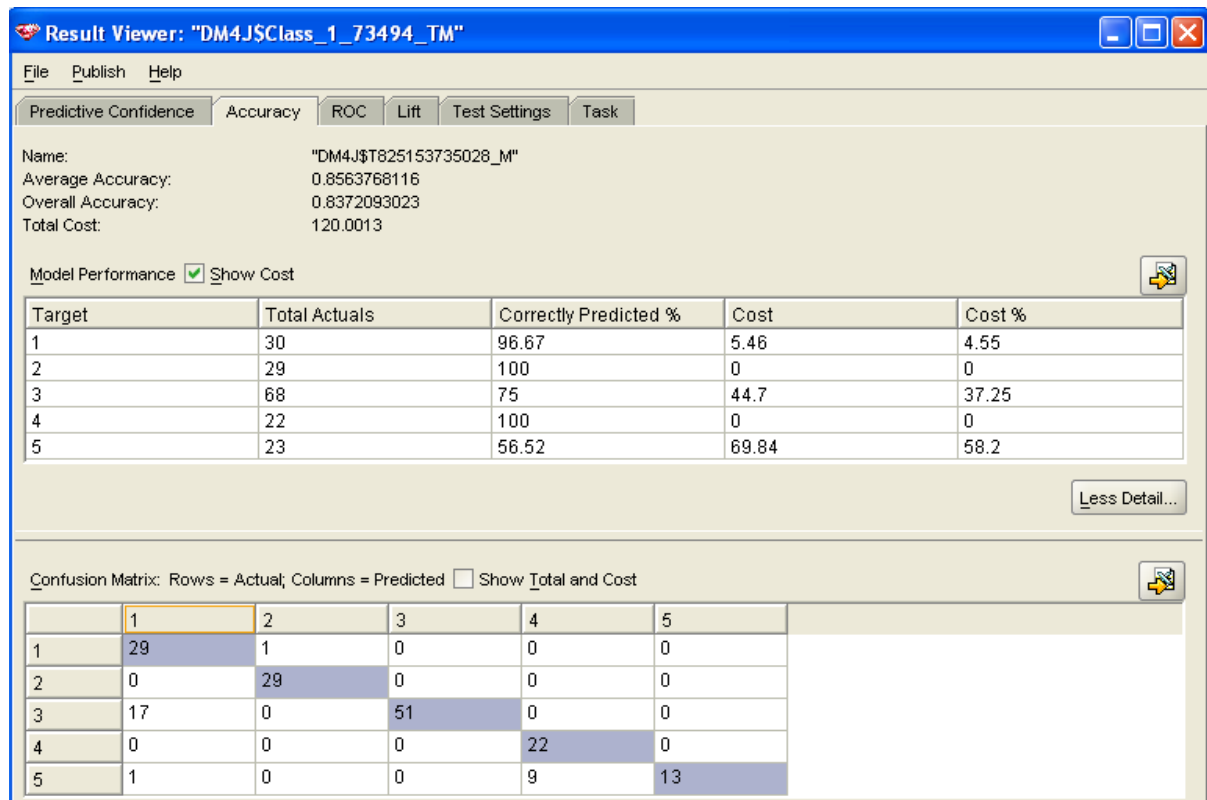 Result Viewer: "DM4J$Class_1_73494_TM"
File Publish Help
Predictive Confidence Accuracy ROC Lift Test Settings Task
Name: "DM4J$T825153735028_M"
Average Accuracy: 0.8563768116
Overall Accuracy: 0.8372093023
Total Cost: 120.0013
Model Performance Show Cost
Target Total Actuals Correctly Predicted % Cost Cost %
1 30 96.67 5.46 4.55
2 29 100 0 0
3 68 75 44.7 37.25
4 22 100 0 0
5 23 56.52 69.84 58.2
Less Detail...
Confusion Matrix: Rows = Actual; Columns = Predicted Show Total and Cost
1 2 3 4 5
1 29 1 0 0 0
2 0 29 0 0 0
3 17 0 51 0 0
4 0 0 0 22 0
5 1 0 0 9 13